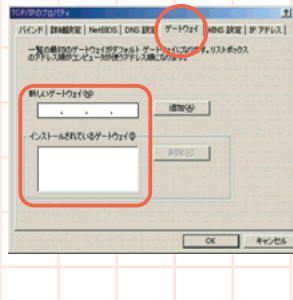 TCP/IPのプロパティ
バインド 詳細設定 NetBIOS DNS 設定 ゲートウェイ WINS 設定 IP アドレス
一覧の最初のゲートウェイがデフォルト ゲートウェイになります。リストボックス
のアドレス順がコンピュータが使うアドレス順になります。
新しいゲートウェイ(N)
追加(A)
インストールされているゲートウェイ(I)
削除(R)
OK キャンセル